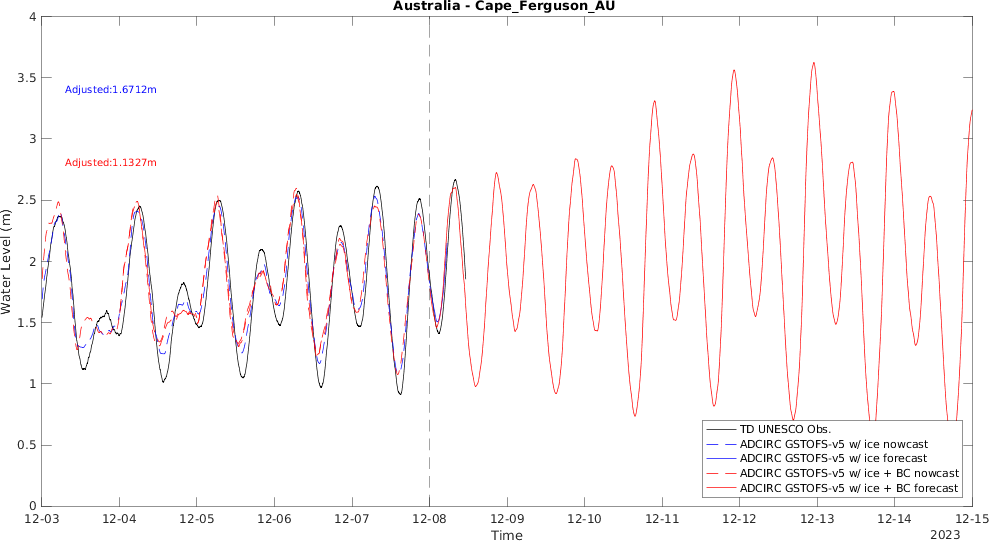 Australia - Cape_Ferguson_AU
4
3.5
3
2.5
2
1.5
1
0.5
0
Water Level (m)
Adjusted:1.6712m
Adjusted:1.1327m
TD UNESCO Obs.
ADCIRC GSTOFS-v5 w/ ice nowcast
ADCIRC GSTOFS-v5 w/ ice forecast
ADCIRC GSTOFS-v5 w/ ice + BC nowcast
ADCIRC GSTOFS-v5 w/ ice + BC forecast
12-03 12-04 12-05 12-06 12-07 12-08 12-09 12-10 12-11 12-12 12-13 12-14 12-15
Time
2023